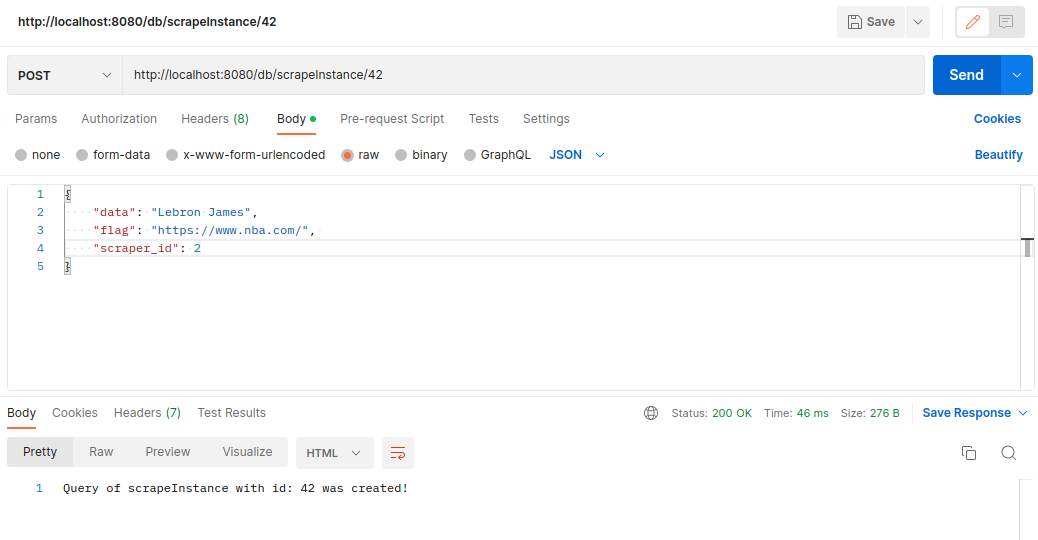 http://localhost:8080/db/scrapeInstance/42 Save
POST http://localhost:8080/db/scrapeInstance/42 Send
Params Authorization Headers (8) Body Pre-request Script Tests Settings Cookies
none form-data x-www-form-urlencoded raw binary GraphQL JSON Beautify
1 {
2 "data": "Lebron James",
3 "flag": "https://www.nba.com/",
4 "scraper_id": 2
5 }
Body Cookies Headers (7) Test Results Status: 200 OK Time: 46 ms Size: 276 B Save Response
Pretty Raw Preview Visualize HTML
1 Query of scrapeInstance with id: 42 was created!